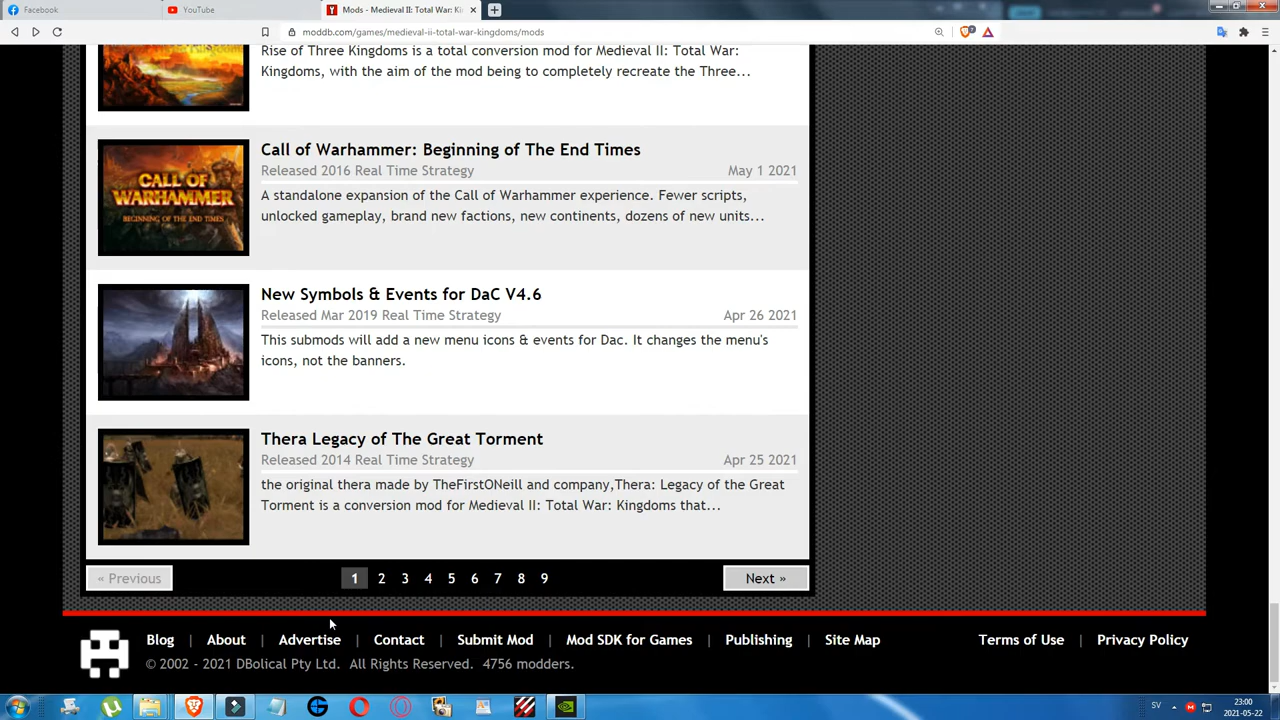 Facebook
YouTube
Mods - Medieval II: Total War: Ki
moddb.com/games/medieval-ii-total-war-kingdoms/mods
Rise of Three Kingdoms is a total conversion mod for Medieval II: Total War:
Kingdoms, with the aim of the mod being to completely recreate the Three...
CALL OF
WARHAMMER
BEGINNING OF THE END TIMES
Call of Warhammer: Beginning of The End Times
Released 2016 Real Time Strategy
May 1 2021
A standalone expansion of the Call of Warhammer experience. Fewer scripts,
unlocked gameplay, brand new factions, new continents, dozens of new units...
New Symbols & Events for DaC V4.6
Released Mar 2019 Real Time Strategy
Apr 26 2021
This submods will add a new menu icons & events for Dac. It changes the menu's
icons, not the banners.
Thera Legacy of The Great Torment
Released 2014 Real Time Strategy
Apr 25 2021
the original thera made by TheFirstONeill and company,Thera: Legacy of the Great
Torment is a conversion mod for Medieval II: Total War: Kingdoms that...
« Previous
1 2 3 4 5 6 7 8 9
Next »
Blog | About | Advertise | Contact | Submit Mod | Mod SDK for Games | Publishing | Site Map
Terms of Use | Privacy Policy
© 2002 - 2021 DBolical Pty Ltd. All Rights Reserved. 4756 modders.
SV
23:00
2021-05-22